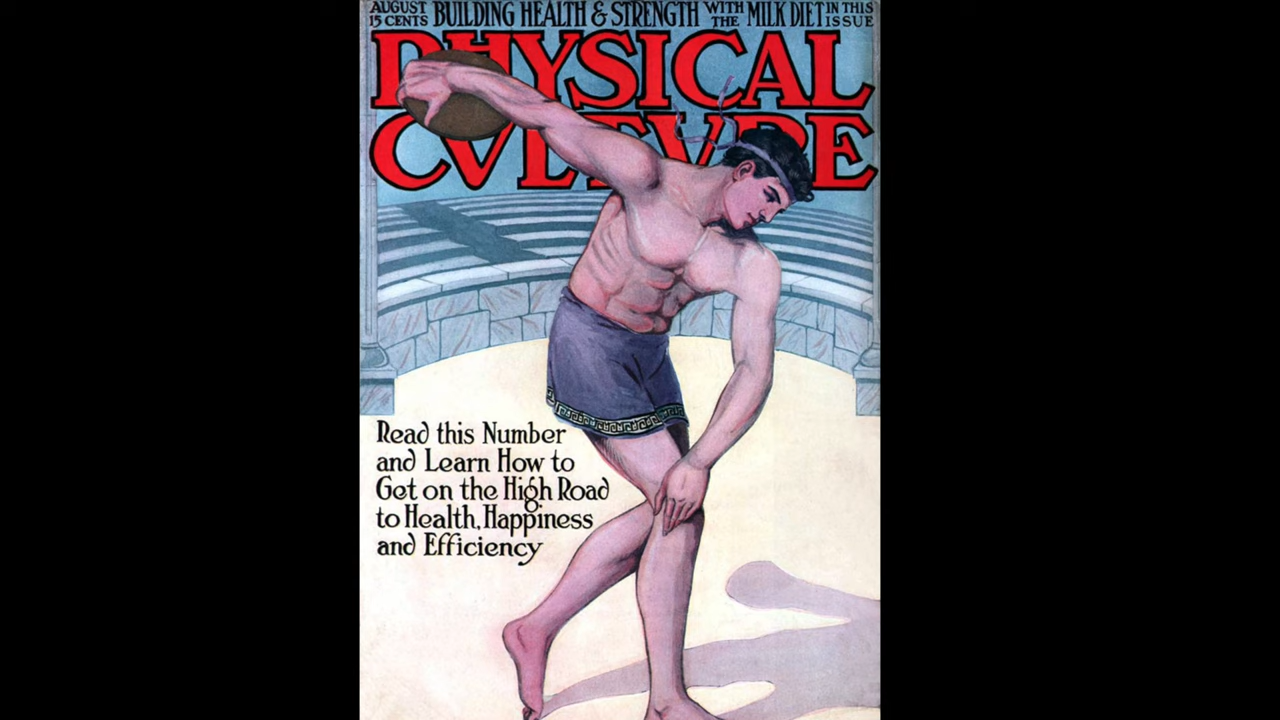 AUGUST
15 CENTS
BUILDING HEALTH & STRENGTH WITH THE MILK DIET IN THIS ISSUE
PHYSICAL
CVLTVRE
Read this Number
and Learn How to
Get on the High Road
to Health, Happiness
and Efficiency